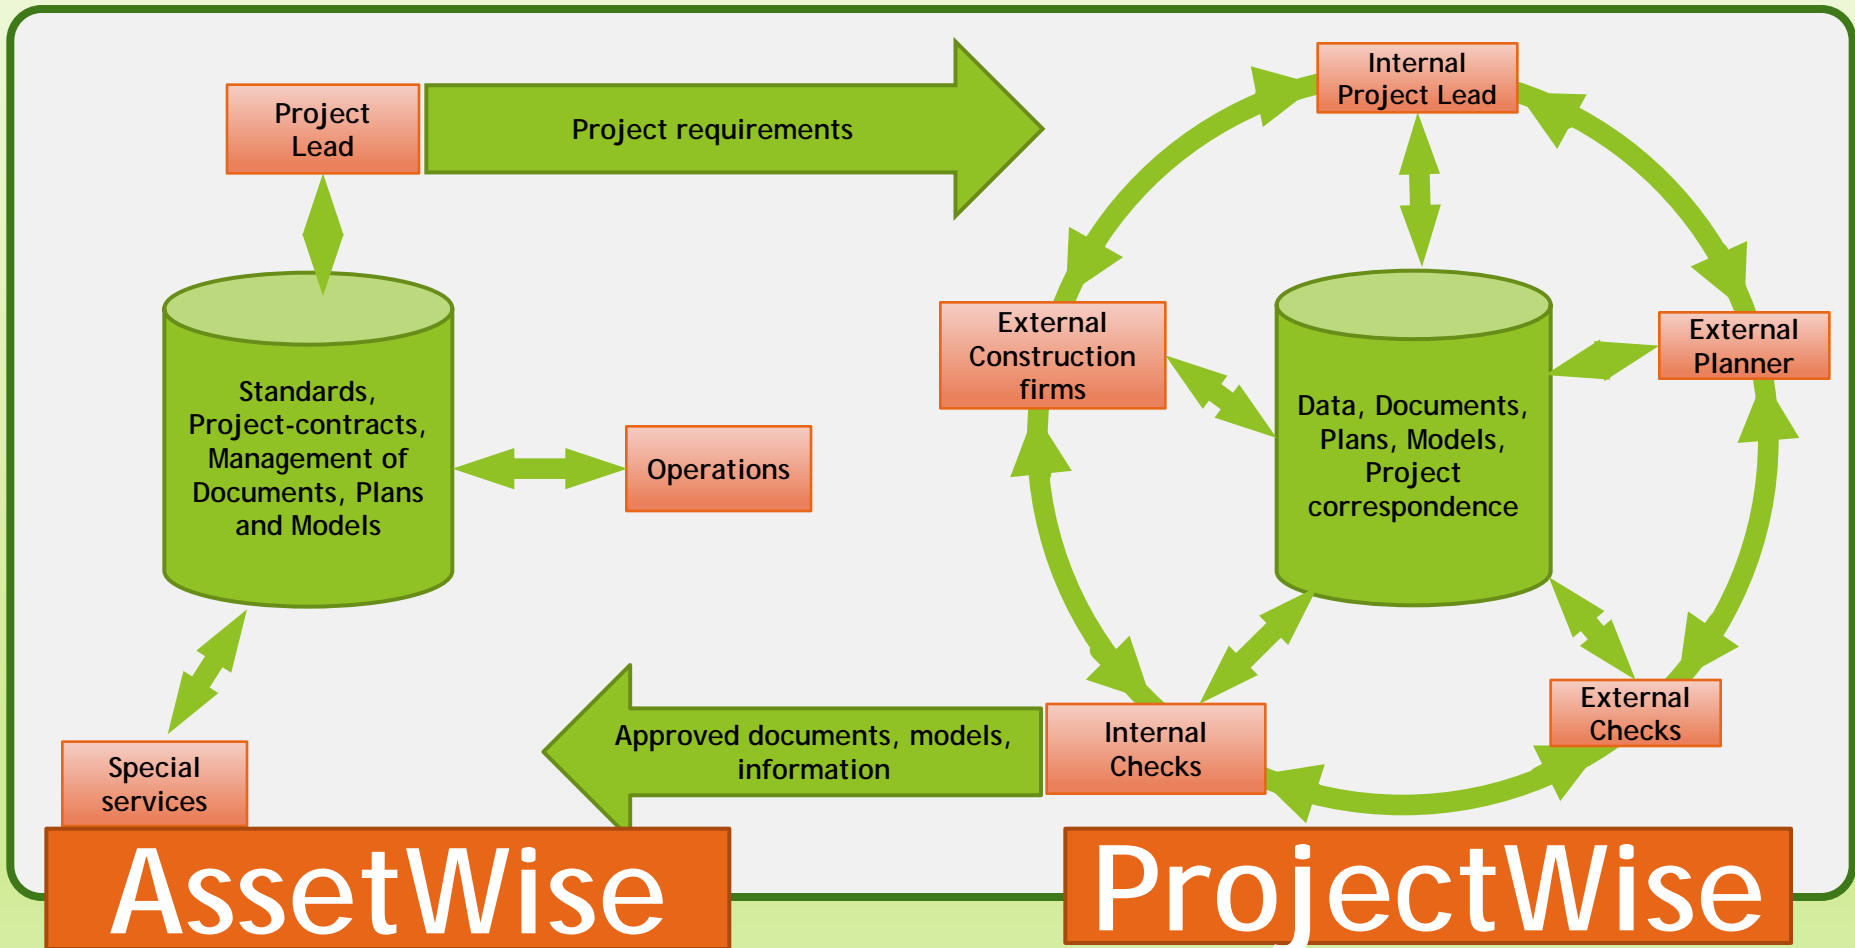 Project
Lead
Project requirements
Internal
Project Lead
External
Construction
firms
External
Planner
Standards,
Project-contracts,
Management of
Documents, Plans
and Models
Operations
Data, Documents,
Plans, Models,
Project
correspondence
Special
services
Approved documents, models,
information
Internal
Checks
External
Checks
AssetWise
ProjectWise